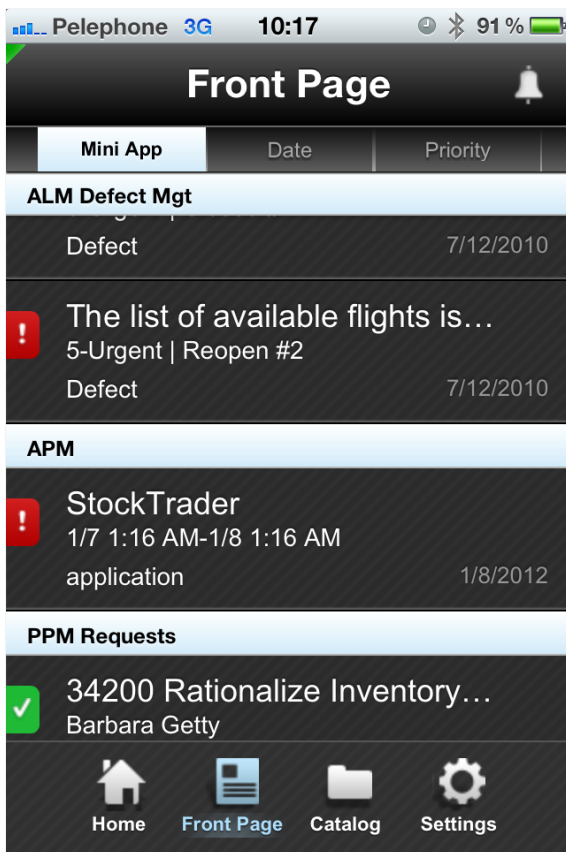 Pelephone 3G 10:17 91%
Front Page
Mini App Date Priority
ALM Defect Mgt
Defect 7/12/2010
The list of available flights is...
5-Urgent | Reopen #2
Defect 7/12/2010
APM
StockTrader
1/7 1:16 AM-1/8 1:16 AM
application 1/8/2012
PPM Requests
34200 Rationalize Inventory...
Barbara Getty
Home Front Page Catalog Settings